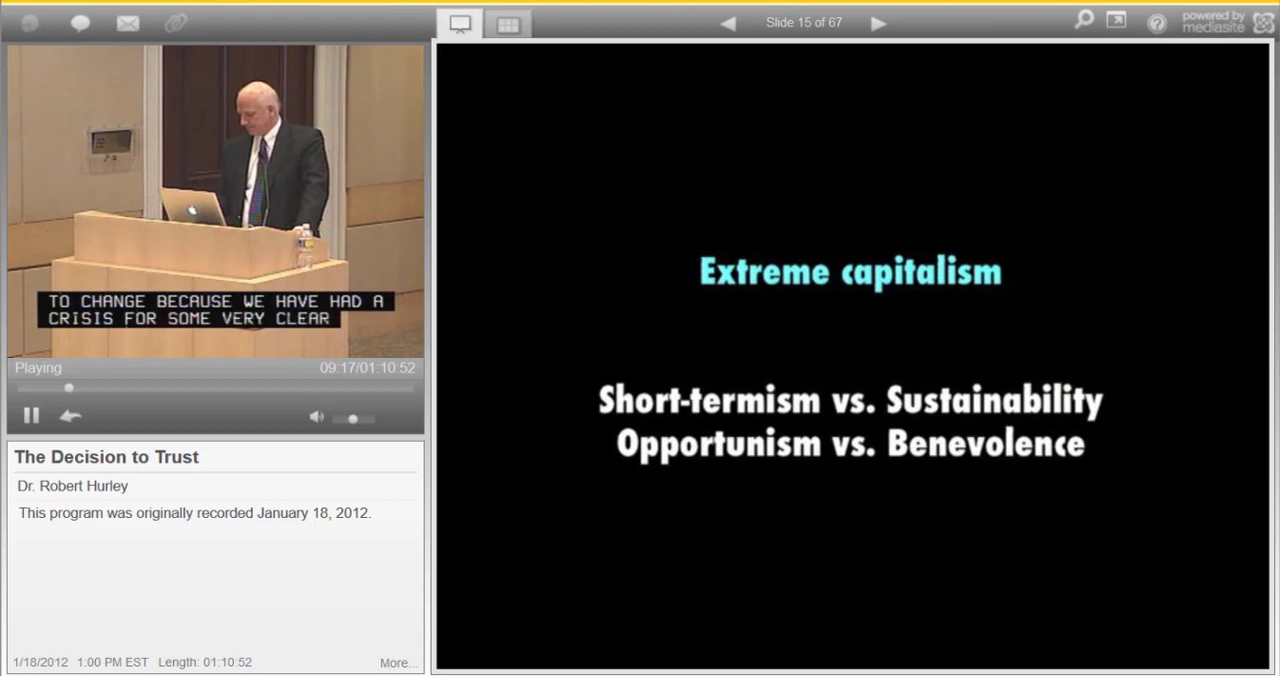 Slide 15 of 67
powered by
mediasite
TO CHANGE BECAUSE WE HAVE HAD A
CRISIS FOR SOME VERY CLEAR
Playing
09:17/01:10:52
The Decision to Trust
Dr. Robert Hurley
This program was originally recorded January 18, 2012.
1/18/2012 1:00 PM EST Length: 01:10:52
More...
Extreme capitalism
Short-termism vs. Sustainability
Opportunism vs. Benevolence